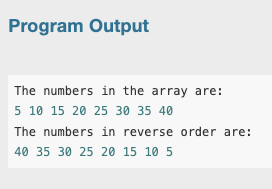 Program Output
The numbers in the array are:
5 10 15 20 25 30 35 40
The numbers in reverse order are:
40 35 30 25 20 15 10 5